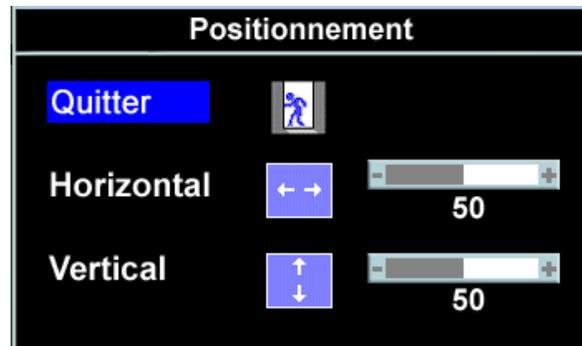 Positionnement
Quitter
Horizontal
- +
50
Vertical
- +
50